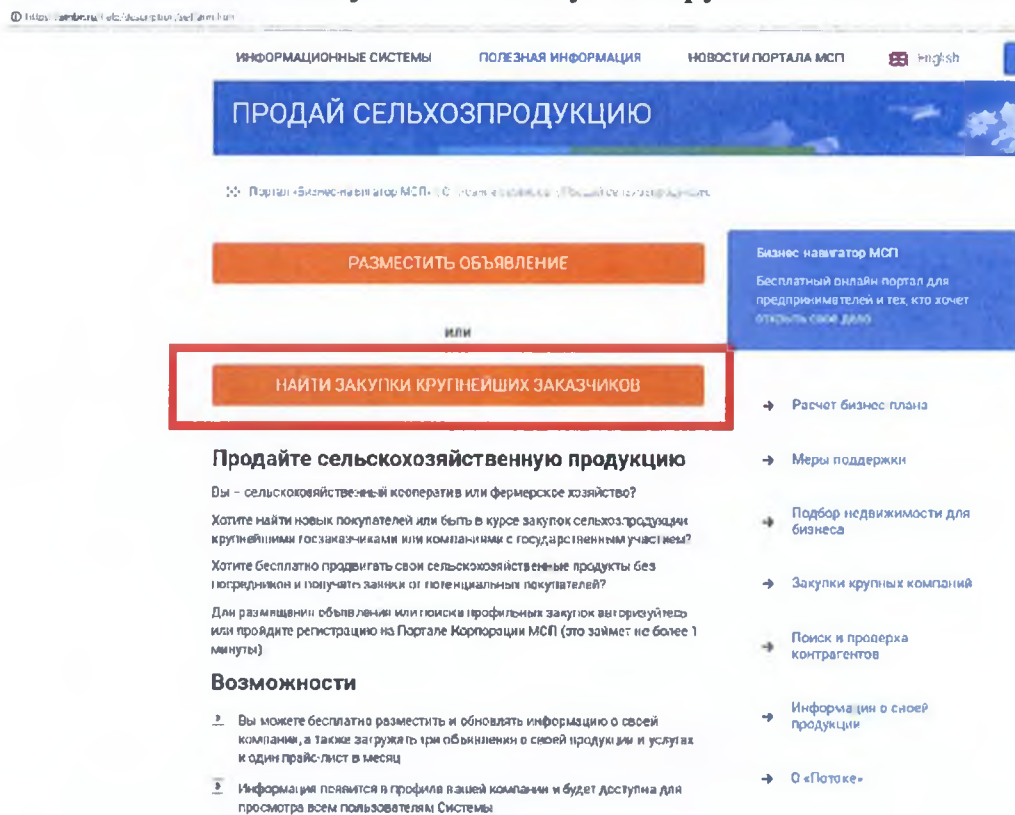 ИНФОРМАЦИОННЫЕ СИСТЕМЫ ПОЛЕЗНАЯ ИНФОРМАЦИЯ НОВОСТИ ПОРТАЛА МСП English
ПРОДАЙ СЕЛЬХОЗПРОДУКЦИЮ
Портал «Бизнес-навигатор МСП»
РАЗМЕСТИТЬ ОБЪЯВЛЕНИЕ
или
НАЙТИ ЗАКУПКИ КРУПНЕЙШИХ ЗАКАЗЧИКОВ
Продайте сельскохозяйственную продукцию
Вы – сельскохозяйственный кооператив или фермерское хозяйство?
Хотите найти новых покупателей или быть в курсе закупок сельхозпродукции
крупнейшими госзаказчиками или компаниями с государственным участием?
Хотите бесплатно продвигать свои сельскохозяйственные продукты без
посредников и получать заявки от потенциальных покупателей?
Для размещения объявления или поиска профильных закупок авторизуйтесь
или пройдите регистрацию на Портале Корпорации МСП (это займет не более 1
минуты)
Возможности
Вы можете бесплатно разместить и обновлять информацию о своей
компании, а также загружать три объявления о своей продукции и услугах
и один прайс-лист в месяц
Информация появится в профиле вашей компании и будет доступна для
просмотра всем пользователям Системы
Бизнес навигатор МСП
Бесплатный онлайн портал для
предпринимателей и тех, кто хочет
открыть свое дело
Расчет бизнес-плана
Меры поддержки
Подбор недвижимости для
бизнеса
Закупки крупных компаний
Поиск и проверка
контрагентов
Информация о своей
продукции
О «Потоке»